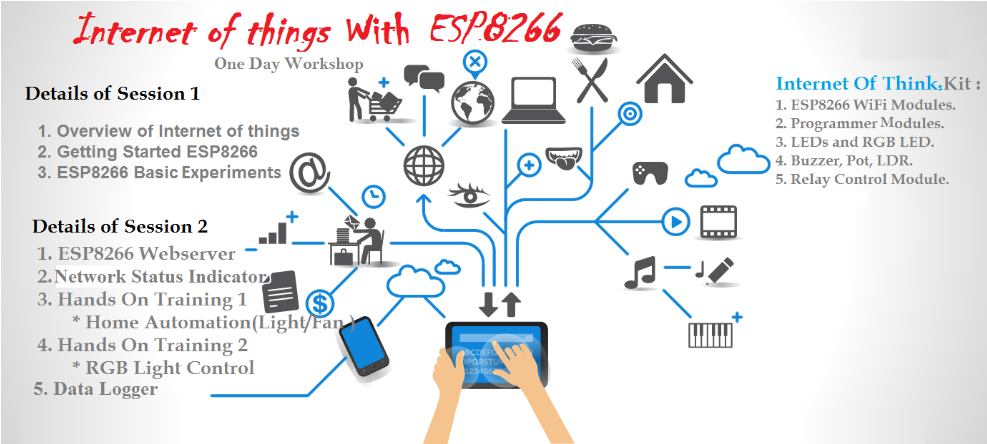 Internet of things With ESP8266
One Day Workshop
Details of Session 1
1. Overview of Internet of things
2. Getting Started ESP8266
3. ESP8266 Basic Experiments
Details of Session 2
1. ESP8266 Webserver
2. Network Status Indicator
3. Hands On Training 1
* Home Automation(Light/Fan )
4. Hands On Training 2
* RGB Light Control
5. Data Logger
Internet Of Thinks Kit :
1. ESP8266 WiFi Modules.
2. Programmer Modules.
3. LEDs and RGB LED.
4. Buzzer, Pot, LDR.
5. Relay Control Module.
@
$